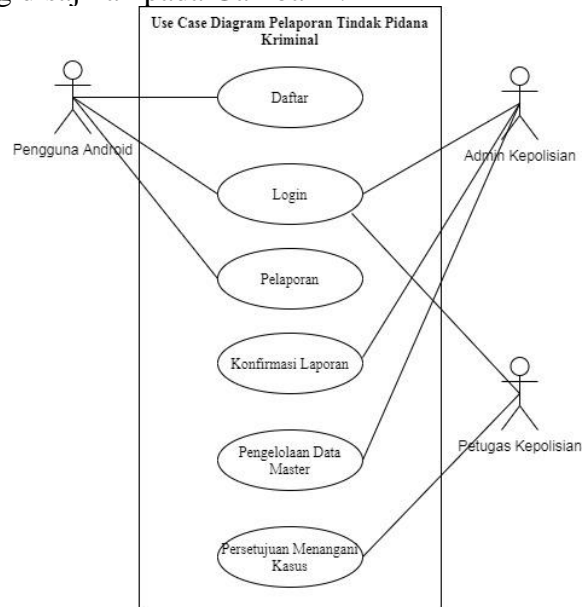 Use Case Diagram Pelaporan Tindak Pidana
Kriminal
Daftar
Pengguna Android
Admin Kepolisian
Login
Pelaporan
Konfirmasi Laporan
Petugas Kepolisian
Pengelolaan Data
Master
Persetujuan Menangani
Kasus